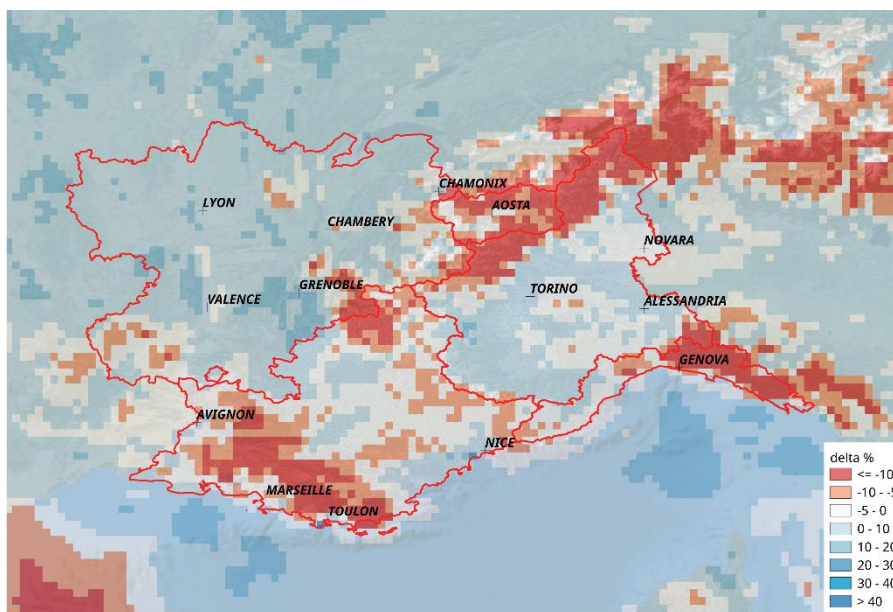 CHAMONIX
LYON
AOSTA
CHAMBERY
NOVARA
GRENOBLE
TORINO
VALENCE
ALESSANDRIA
GENOVA
AVIGNON
NICE
MARSEILLE
TOULON
delta %
<= -10
-10 - -5
-5 - 0
0 - 10
10 - 20
20 - 30
30 - 40
> 40